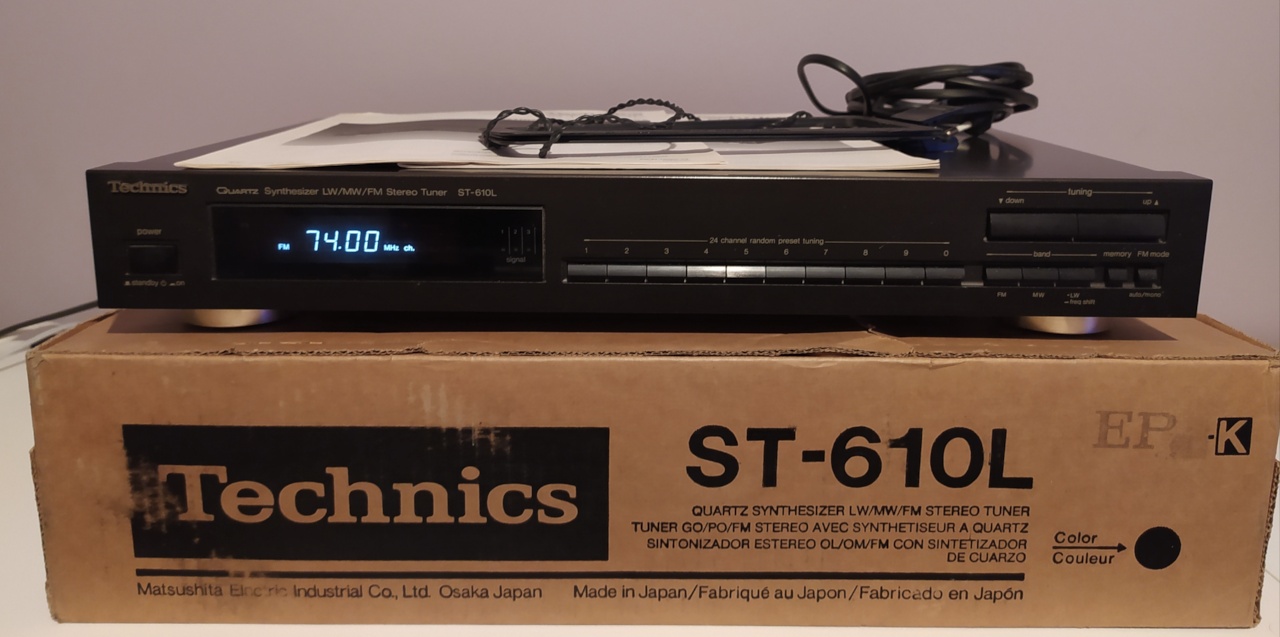 Technics
QUARTZ Synthesizer LW/MW/FM Stereo Tuner ST-610L
tuning
▼ down up ▲
power
FM 74.00 MHz ch.
signal
standby on
24 channel random preset tuning
1 2 3 4 5 6 7 8 9 0
band memory FM mode
FM MW LW auto/mono
freq shift
Technics
ST-610L
EP -K
QUARTZ SYNTHESIZER LW/MW/FM STEREO TUNER
TUNER GO/PO/FM STEREO AVEC SYNTHETISEUR A QUARTZ
SINTONIZADOR ESTEREO OL/OM/FM CON SINTETIZADOR
DE CUARZO
Color
Couleur
Matsushita Electric Industrial Co., Ltd. Osaka Japan Made in Japan/Fabriqué au Japon/Fabricado en Japón